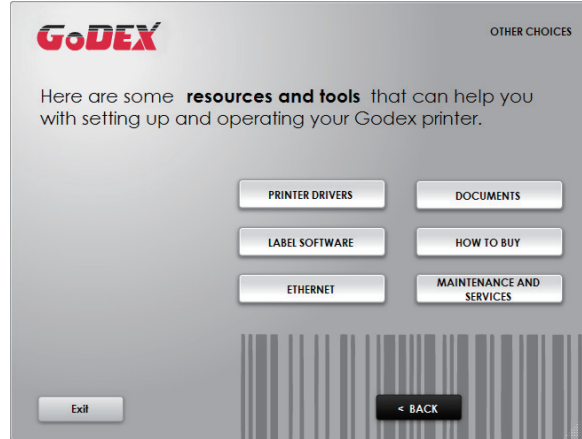 GoDEX
OTHER CHOICES
Here are some resources and tools that can help you
with setting up and operating your Godex printer.
PRINTER DRIVERS
DOCUMENTS
LABEL SOFTWARE
HOW TO BUY
ETHERNET
MAINTENANCE AND
SERVICES
Exit
< BACK